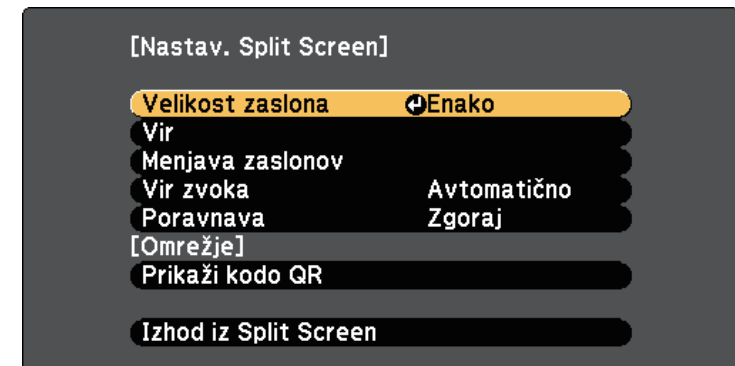 [Nastav. Split Screen]
Velikost zaslona Enako
Vir
Menjava zaslonov
Vir zvoka Avtomatično
Poravnava Zgoraj
[Omrežje]
Prikaži kodo QR
Izhod iz Split Screen